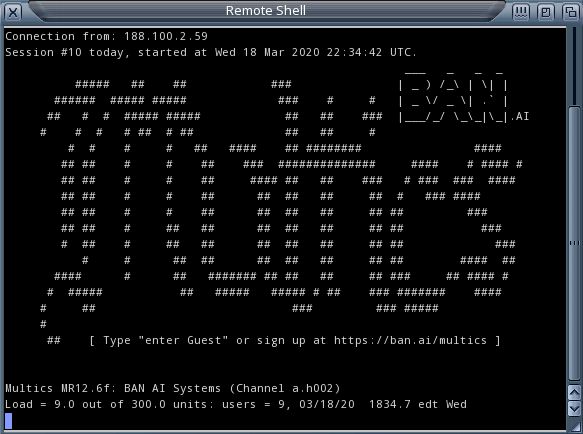 Remote Shell
Connection from: 188.100.2.59
Session #10 today, started at Wed 18 Mar 2020 22:34:42 UTC.
BAN.AI
Multics
[ Type "enter Guest" or sign up at https://ban.ai/multics ]
Multics MR12.6f: BAN AI Systems (Channel a.h002)
Load = 9.0 out of 300.0 units: users = 9, 03/18/20  1834.7 edt Wed